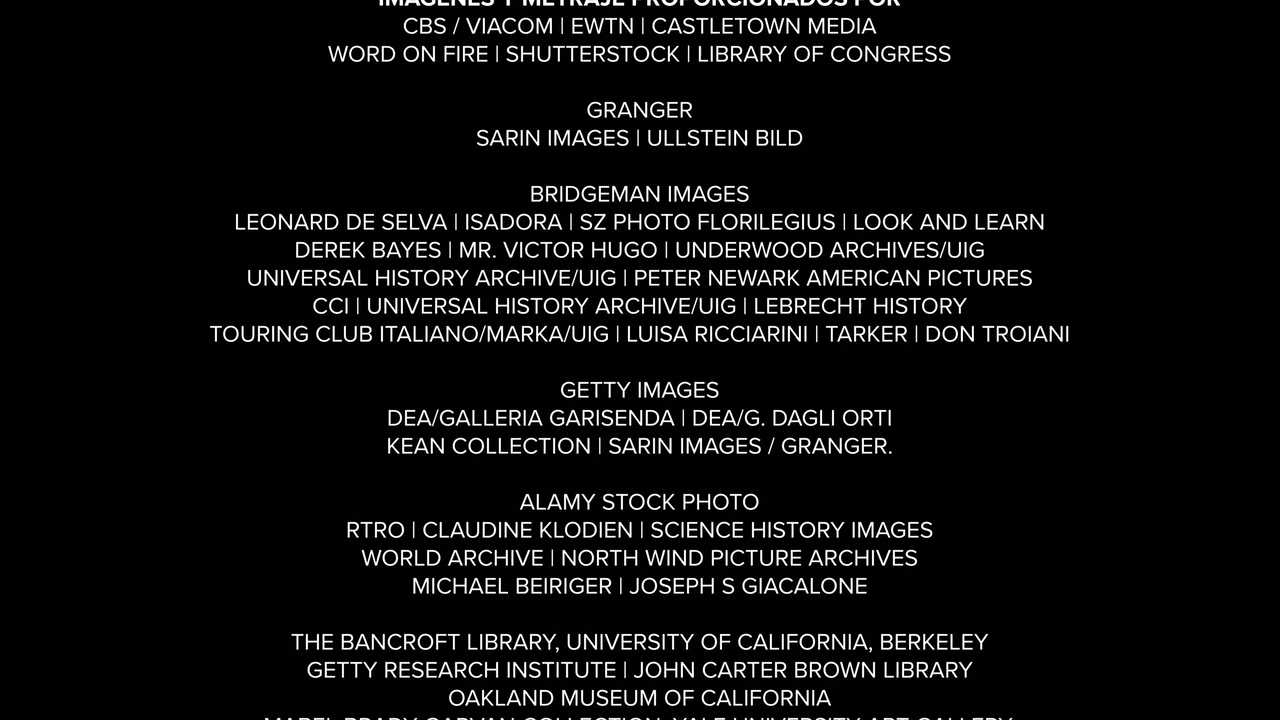 IMÁGENES Y METRAJE PROPORCIONADOS POR
CBS / VIACOM | EWTN | CASTLETOWN MEDIA
WORD ON FIRE | SHUTTERSTOCK | LIBRARY OF CONGRESS
GRANGER
SARIN IMAGES | ULLSTEIN BILD
BRIDGEMAN IMAGES
LEONARD DE SELVA | ISADORA | SZ PHOTO FLORILEGIUS | LOOK AND LEARN
DEREK BAYES | MR. VICTOR HUGO | UNDERWOOD ARCHIVES/UIG
UNIVERSAL HISTORY ARCHIVE/UIG | PETER NEWARK AMERICAN PICTURES
CCI | UNIVERSAL HISTORY ARCHIVE/UIG | LEBRECHT HISTORY
TOURING CLUB ITALIANO/MARKA/UIG | LUISA RICCIARINI | TARKER | DON TROIANI
GETTY IMAGES
DEA/GALLERIA GARISENDA | DEA/G. DAGLI ORTI
KEAN COLLECTION | SARIN IMAGES / GRANGER.
ALAMY STOCK PHOTO
RTRO | CLAUDINE KLODIEN | SCIENCE HISTORY IMAGES
WORLD ARCHIVE | NORTH WIND PICTURE ARCHIVES
MICHAEL BEIRIGER | JOSEPH S GIACALONE
THE BANCROFT LIBRARY, UNIVERSITY OF CALIFORNIA, BERKELEY
GETTY RESEARCH INSTITUTE | JOHN CARTER BROWN LIBRARY
OAKLAND MUSEUM OF CALIFORNIA